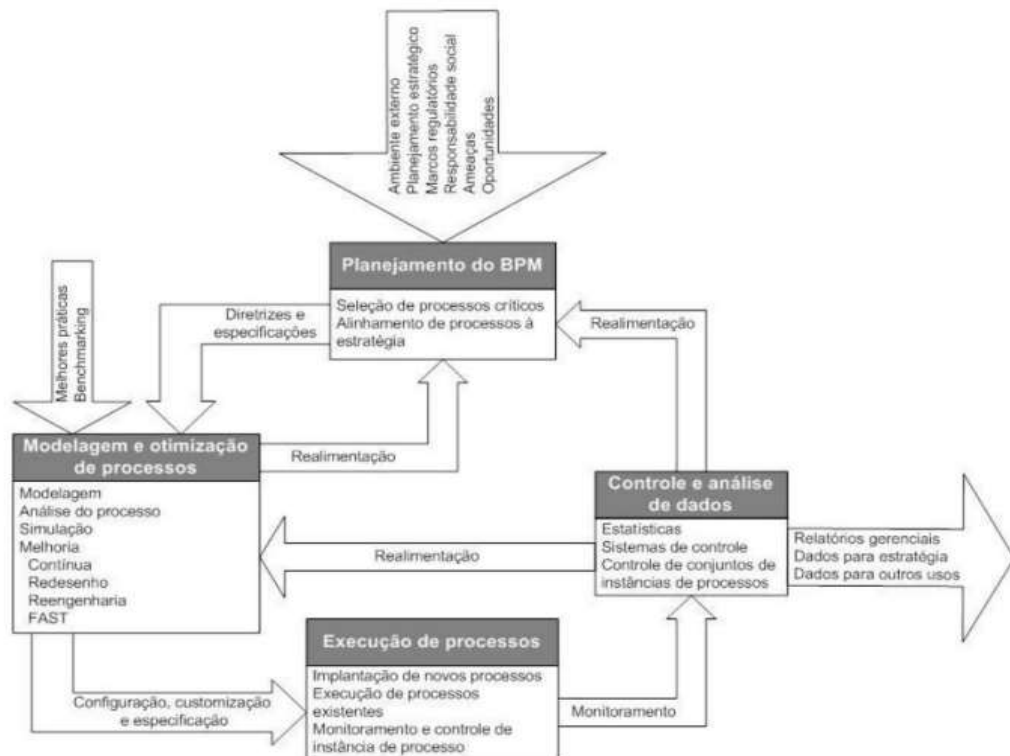 Ambiente externo
Planejamento estratégico
Marcos regulatórios
Responsabilidade social
Ameaças
Oportunidades
Planejamento do BPM
Seleção de processos críticos
Alinhamento de processos à
estratégia
Diretrizes e
especificações
Realimentação
Melhores práticas
Benchmarking
Modelagem e otimização
de processos
Modelagem
Análise do processo
Simulação
Melhoria
Contínua
Redesenho
Reengenharia
FAST
Realimentação
Controle e análise
de dados
Estatísticas
Sistemas de controle
Controle de conjuntos de
instâncias de processos
Relatórios gerenciais
Dados para estratégia
Dados para outros usos
Realimentação
Execução de processos
Implantação de novos processos
Execução de processos
existentes
Monitoramento e controle de
instância de processo
Configuração, customização
e especificação
Monitoramento